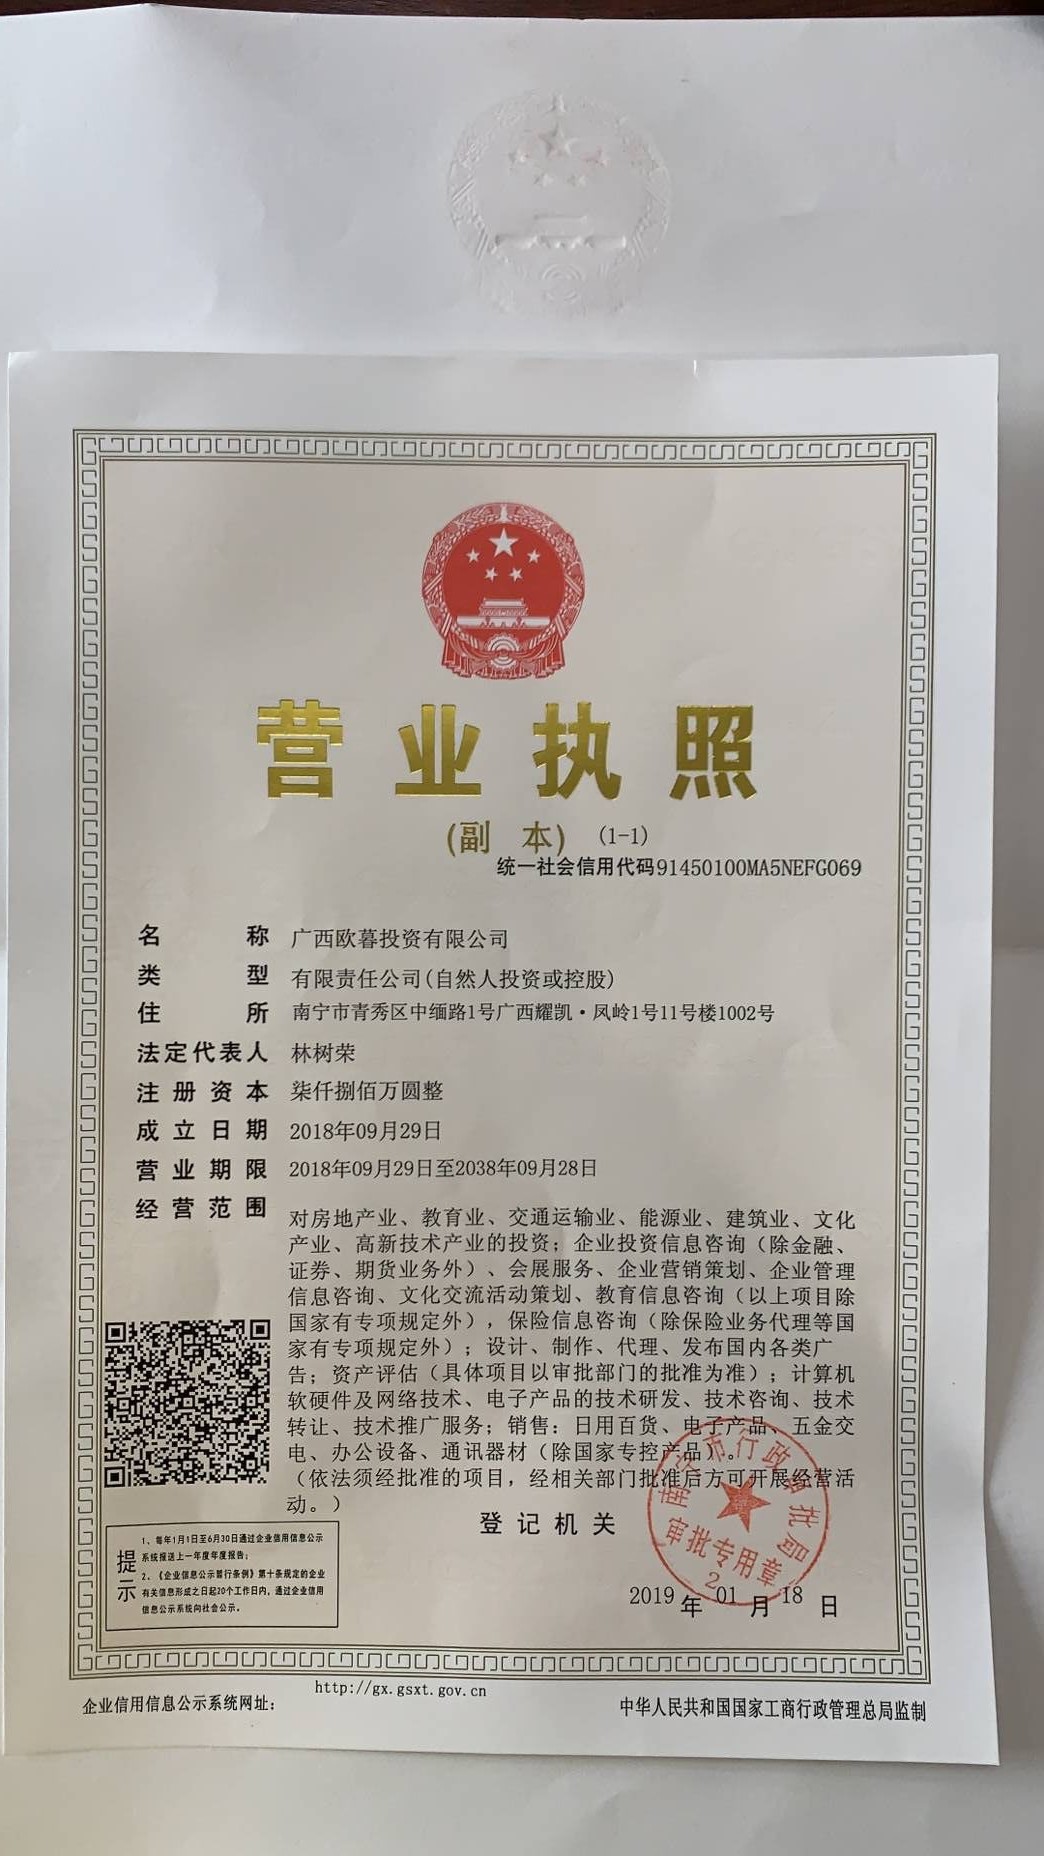 营业执照
(副 本) (1-1)
统一社会信用代码91450100MA5NEFG069
名 称 广西欧暮投资有限公司
类 型 有限责任公司(自然人投资或控股)
住 所 南宁市青秀区中缅路1号广西耀凯·凤岭1号11号楼1002号
法定代表人 林树荣
注册资本 柒仟捌佰万圆整
成立日期 2018年09月29日
营业期限 2018年09月29日至2038年09月28日
经营范围 对房地产业、教育业、交通运输业、能源业、建筑业、文化
产业、高新技术产业的投资；企业投资信息咨询（除金融、
证券、期货业务外）、会展服务、企业营销策划、企业管理
信息咨询、文化交流活动策划、教育信息咨询（以上项目除
国家有专项规定外），保险信息咨询（除保险业务代理等国
家有专项规定外）；设计、制作、代理、发布国内各类广
告；资产评估（具体项目以审批部门的批准为准）；计算机
软硬件及网络技术、电子产品的技术研发、技术咨询、技术
转让、技术推广服务；销售：日用百货、电子产品、五金交
电、办公设备、通讯器材（除国家专控产品）。
（依法须经批准的项目，经相关部门批准后方可开展经营活
动。）
登记机关
南宁市行政审批局
审批专用章
2
2019年01月18日
提示
1、每年1月1日至6月30日通过企业信用信息公示
系统报送上一年度年度报告；
2、《企业信息公示暂行条例》第十条规定的企业
有关信息形成之日起20个工作日内，通过企业信用
信息公示系统向社会公示。
企业信用信息公示系统网址： http://gx.gsxt.gov.cn
中华人民共和国国家工商行政管理总局监制